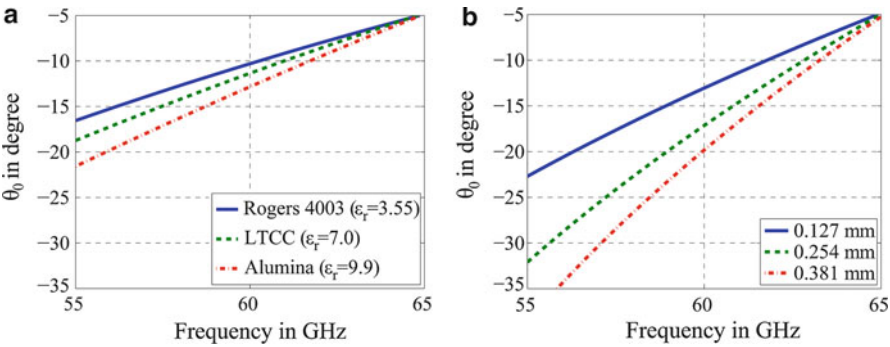 a
−5
−10
−15
−20
−25
−30
−35
θ₀ in degree
Rogers 4003 (εᵣ=3.55)
LTCC (εᵣ=7.0)
Alumina (εᵣ=9.9)
55
60
65
Frequency in GHz
b
−5
−10
−15
−20
−25
−30
−35
θ₀ in degree
0.127 mm
0.254 mm
0.381 mm
55
60
65
Frequency in GHz